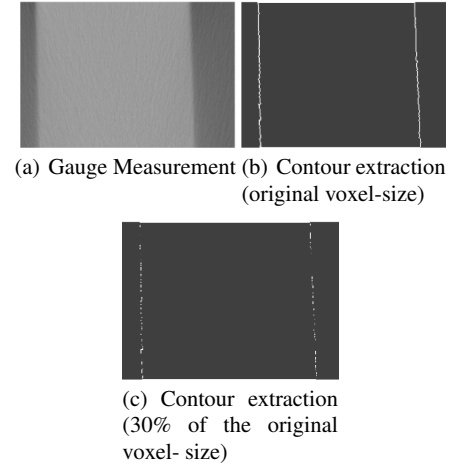 (a) Gauge Measurement
(b) Contour extraction
(original voxel-size)
(c) Contour extraction
(30% of the original
voxel- size)